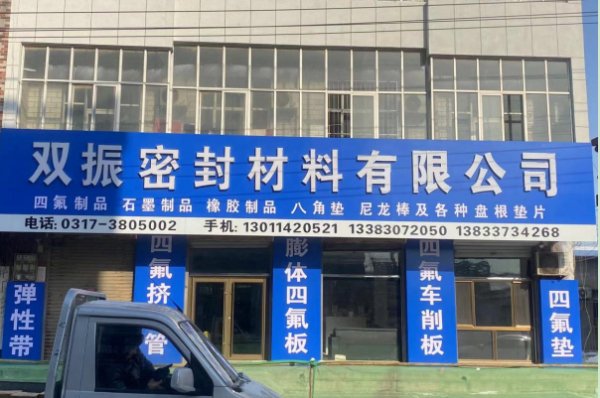 双振密封材料有限公司
四氟制品 石墨制品 橡胶制品 八角垫 尼龙棒及各种盘根垫片
电话: 0317-3805002 手机: 13011420521 13383072050 13833734268
弹性带
四氟挤管
膨体四氟板
四氟车削板
四氟垫